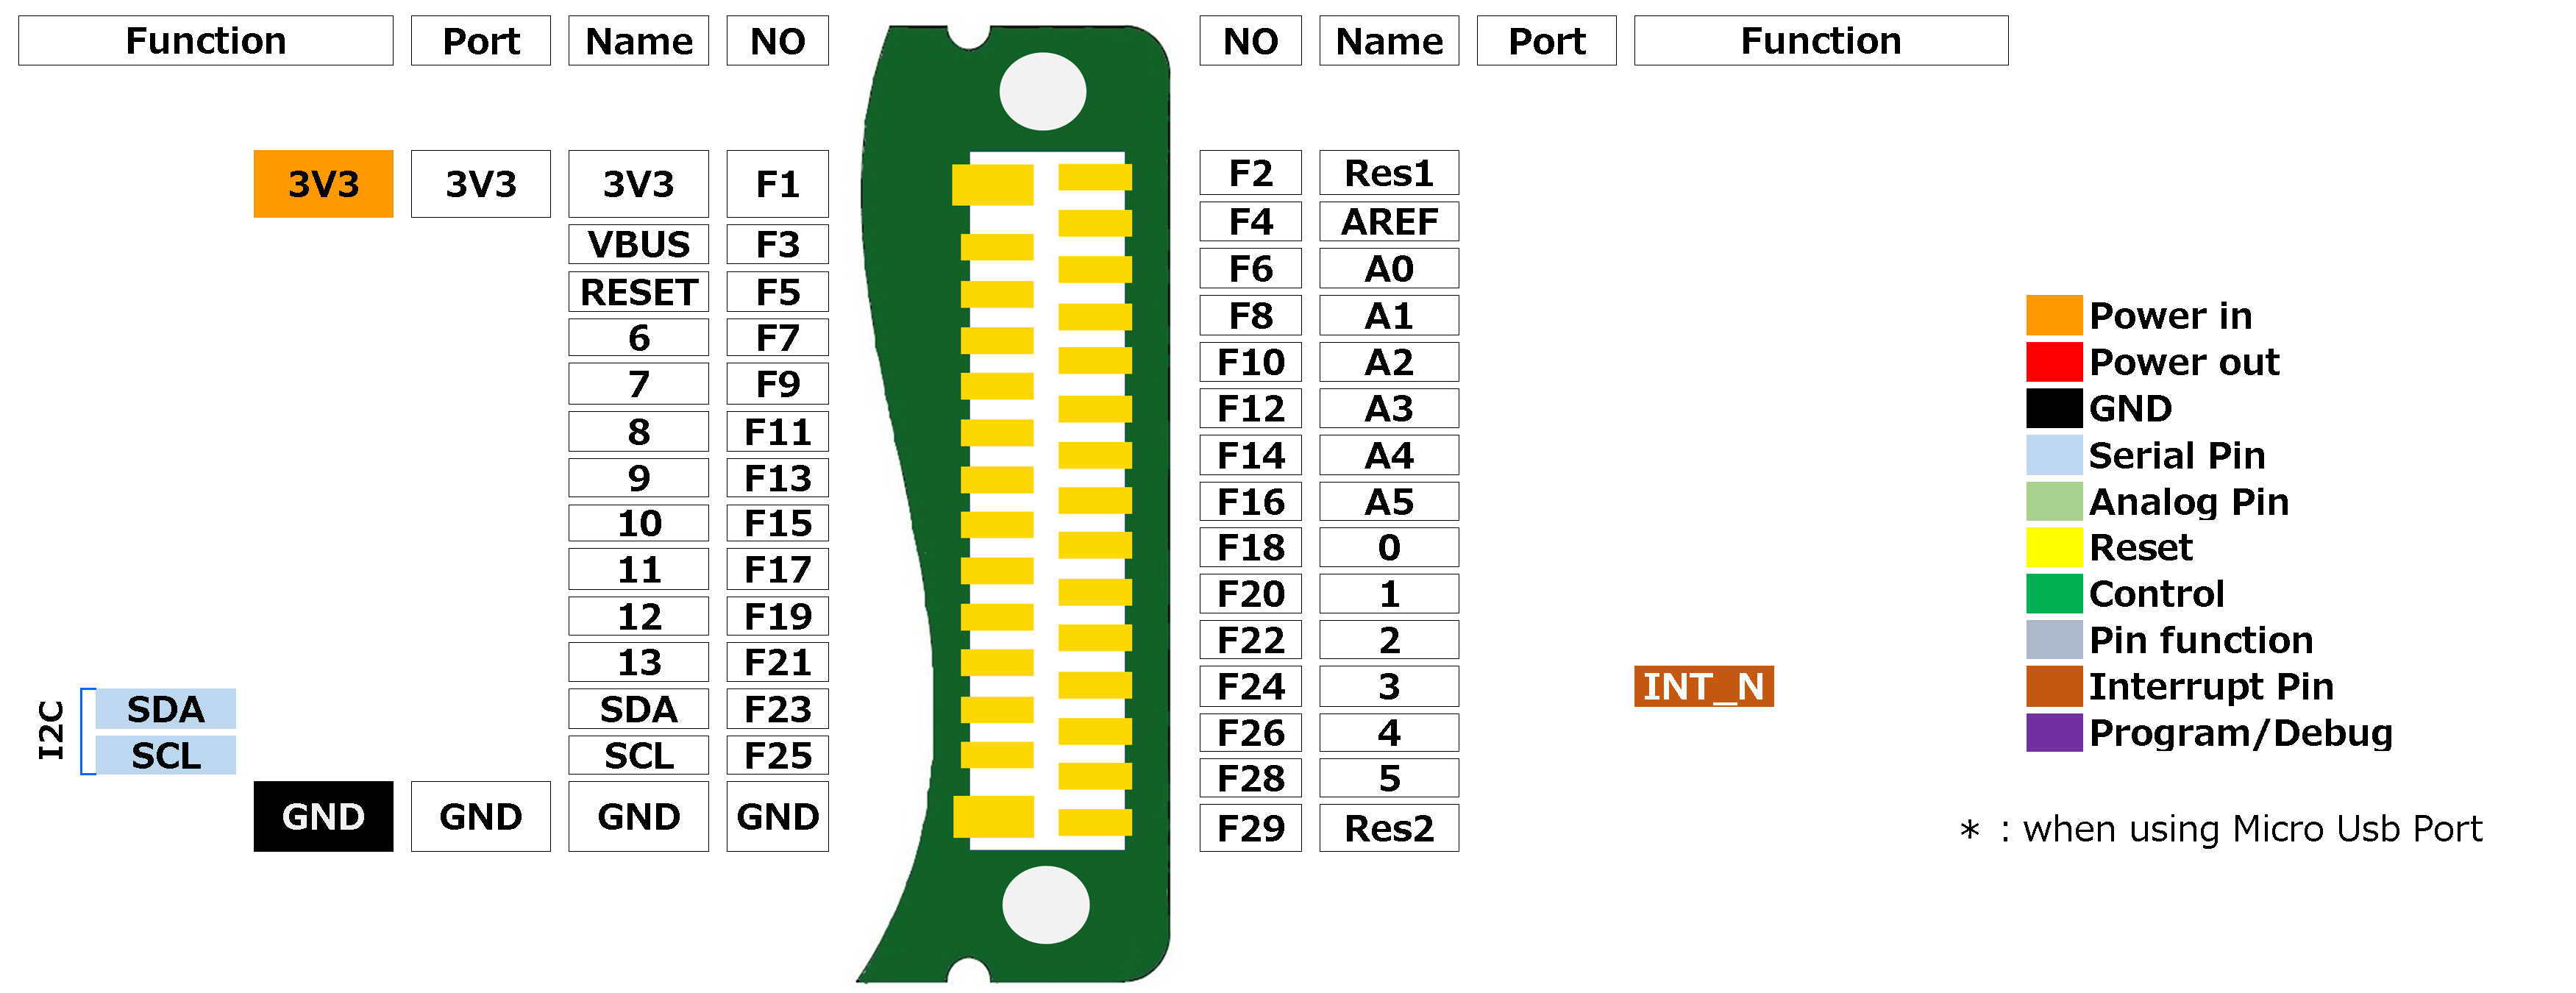 Function Port Name NO NO Name Port Function
3V3 3V3 3V3 F1 F2 Res1
F4 AREF
VBUS F3
F6 A0
RESET F5
F8 A1
6 F7
F10 A2
7 F9
F12 A3
8 F11
F14 A4
9 F13
F16 A5
10 F15
F18 0
11 F17
F20 1
12 F19
F22 2
13 F21
F24 3 INT_N
I2C SDA SDA F23
F26 4
SCL SCL F25
F28 5
GND GND GND GND
F29 Res2
Power in
Power out
GND
Serial Pin
Analog Pin
Reset
Control
Pin function
Interrupt Pin
Program/Debug
* : when using Micro Usb Port